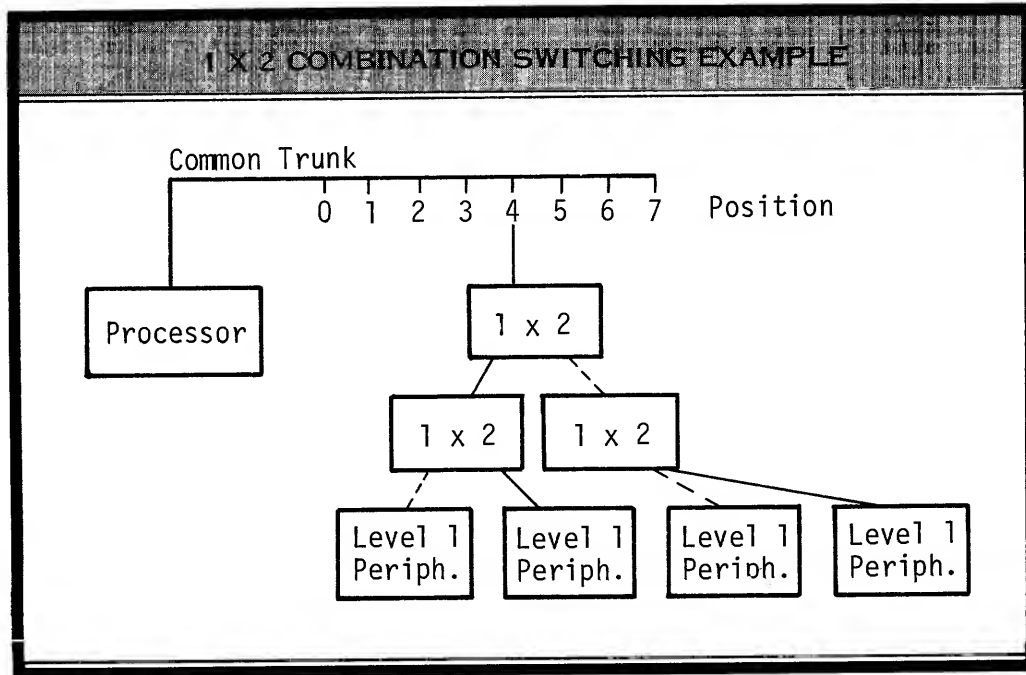 1 X 2 COMBINATION SWITCHING EXAMPLE
Common Trunk
0 1 2 3 4 5 6 7 Position
Processor
1 x 2
1 x 2
1 x 2
Level 1
Periph.
Level 1
Periph.
Level 1
Periph.
Level 1
Periph.